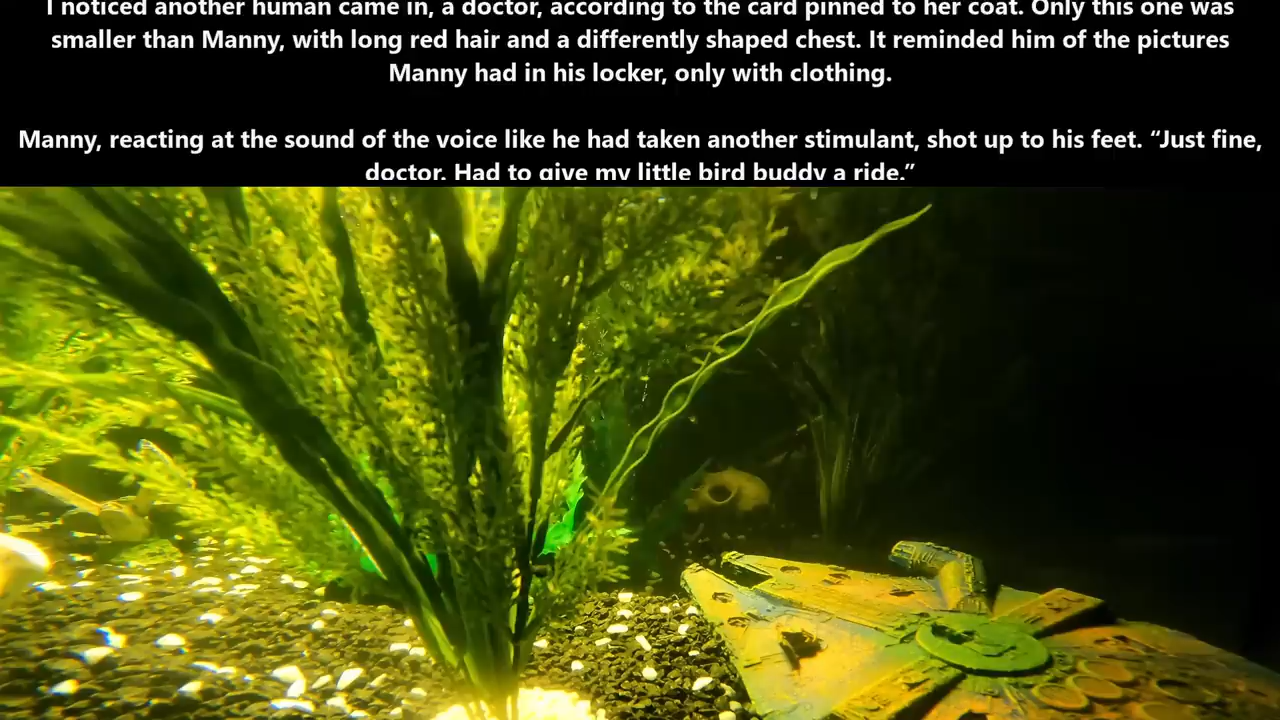 I noticed another human came in, a doctor, according to the card pinned to her coat. Only this one was
smaller than Manny, with long red hair and a differently shaped chest. It reminded him of the pictures
Manny had in his locker, only with clothing.
Manny, reacting at the sound of the voice like he had taken another stimulant, shot up to his feet. “Just fine,
doctor. Had to give my little bird buddy a ride.”